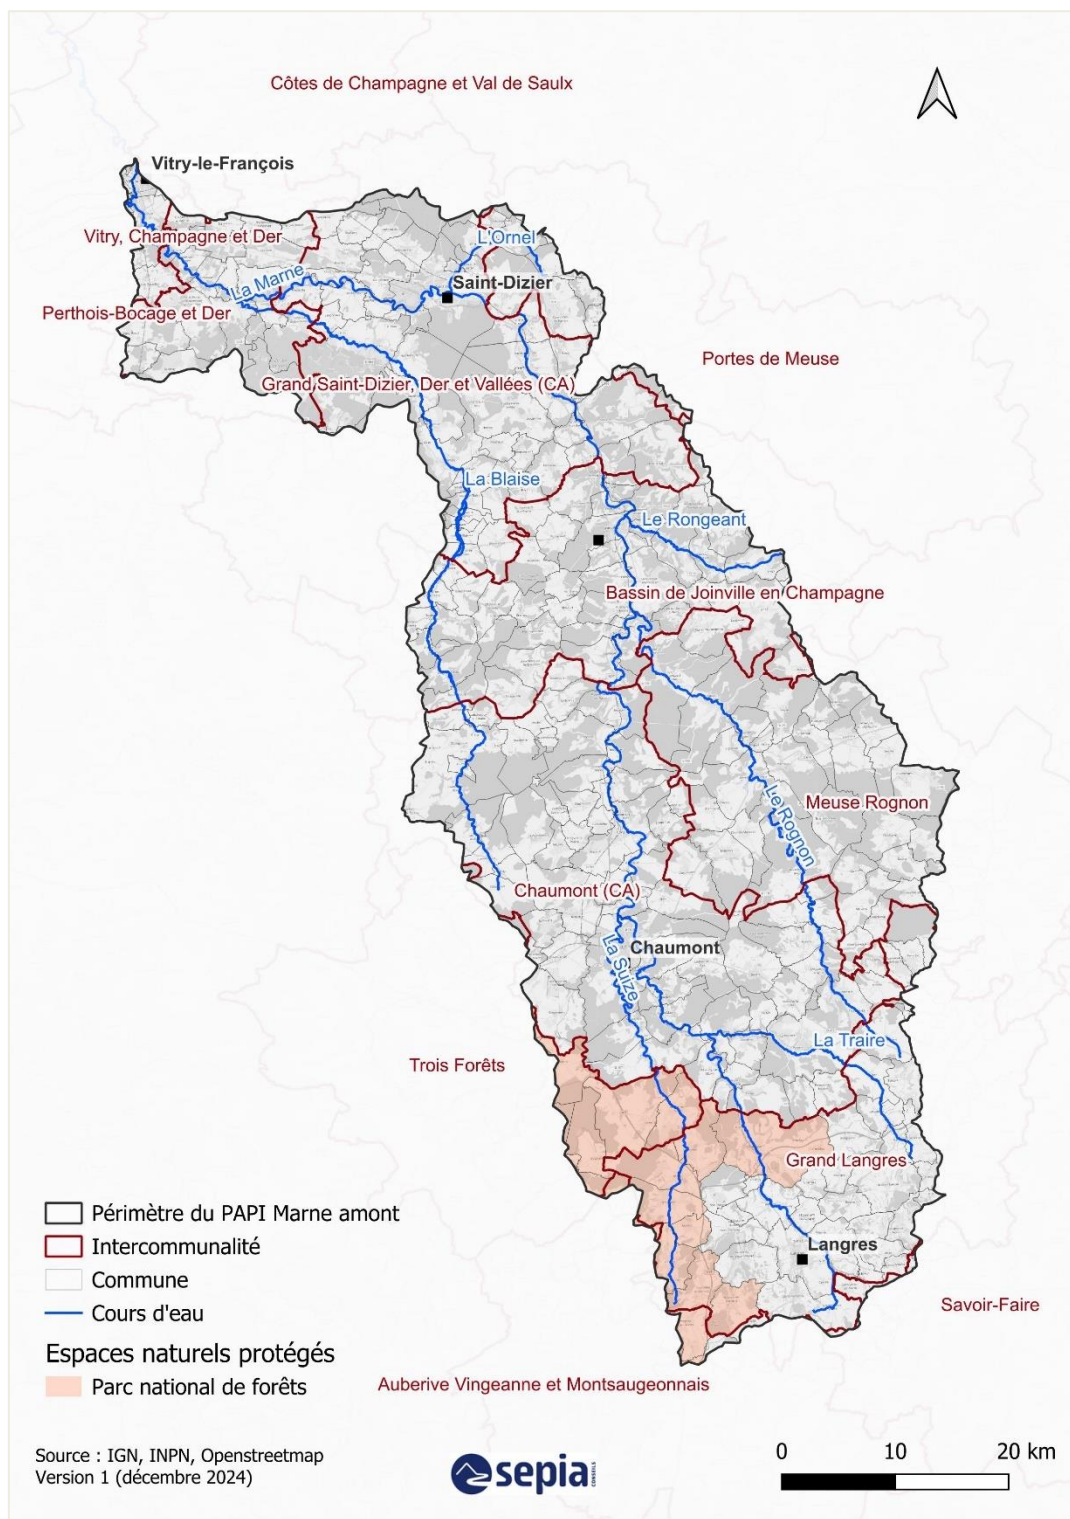 Côtes de Champagne et Val de Saulx
Vitry-le-François
Vitry, Champagne et Der
L'Ornel
La Marne
Saint-Dizier
Perthois-Bocage et Der
Portes de Meuse
Grand Saint-Dizier, Der et Vallées (CA)
La Blaise
Le Rongeant
Bassin de Joinville en Champagne
Meuse Rognon
Le Rognon
Chaumont (CA)
Chaumont
La Suize
La Traire
Trois Forêts
Grand Langres
Langres
Savoir-Faire
Auberive Vingeanne et Montsaugeonnais
Périmètre du PAPI Marne amont
Intercommunalité
Commune
Cours d'eau
Espaces naturels protégés
Parc national de forêts
Source : IGN, INPN, Openstreetmap
Version 1 (décembre 2024)
sepia
CONSEILS
0 10 20 km